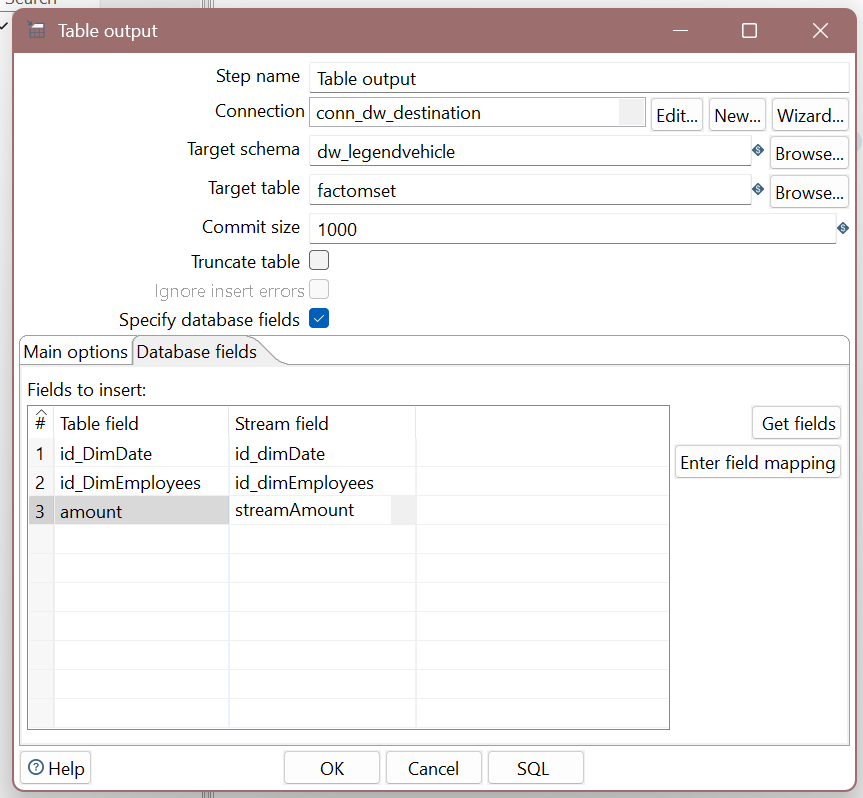 Search
Table output
Step name Table output
Connection conn_dw_destination Edit... New... Wizard...
Target schema dw_legendvehicle Browse...
Target table factomset Browse...
Commit size 1000
Truncate table
Ignore insert errors
Specify database fields
Main options Database fields
Fields to insert:
# Table field Stream field Get fields
1 id_DimDate id_dimDate
Enter field mapping
2 id_DimEmployees id_dimEmployees
3 amount streamAmount
Help OK Cancel SQL